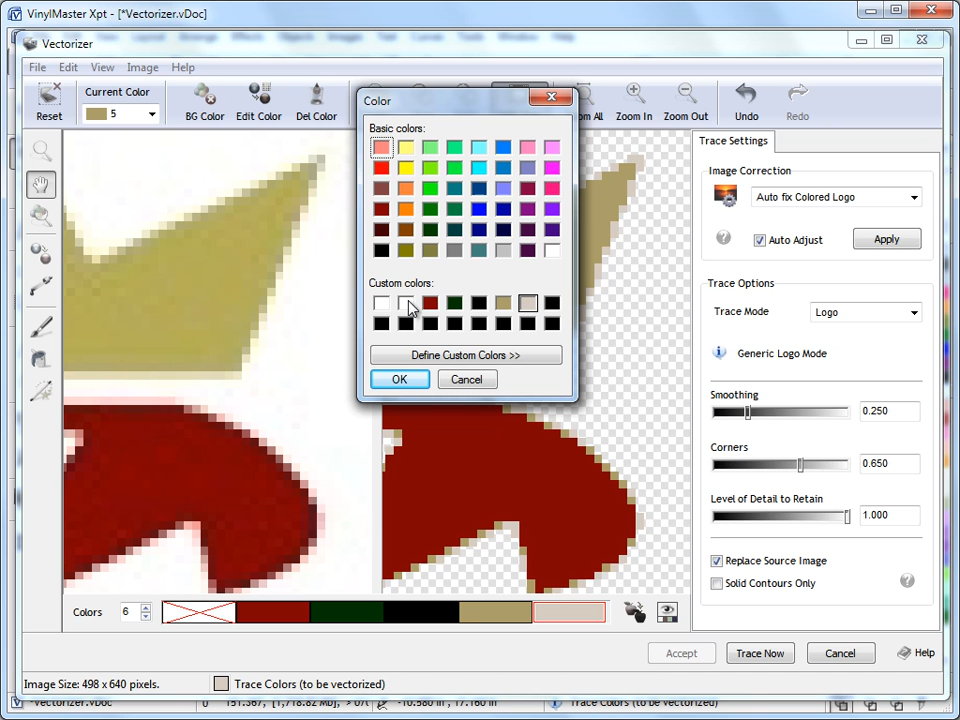 VinylMaster Xpt - [*Vectorizer.vDoc]
Vectorizer
File Edit View Image Help
Reset
Current Color
5
BG Color
Edit Color
Del Color
Zoom In
Zoom Out
Undo
Redo
Color
Basic colors:
Custom colors:
Define Custom Colors >>
OK
Cancel
Trace Settings
Image Correction
Auto fix Colored Logo
Auto Adjust
Apply
Trace Options
Trace Mode
Logo
Generic Logo Mode
Smoothing
0.250
Corners
0.650
Level of Detail to Retain
1.000
Replace Source Image
Solid Contours Only
Colors
6
Accept
Trace Now
Cancel
Help
Image Size: 498 x 640 pixels.
Trace Colors (to be vectorized)